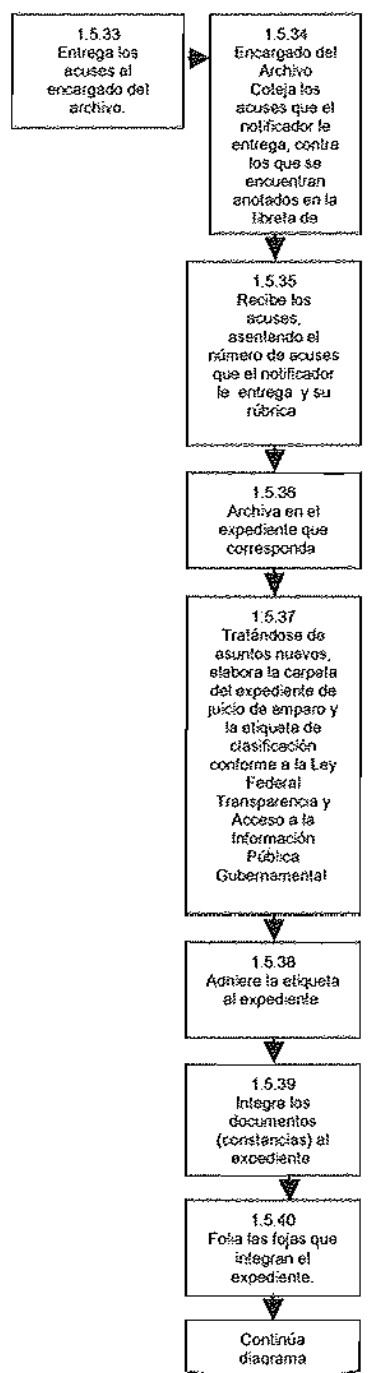 1.5.33
Entrega los
acuses al
encargado del
archivo.
1.5.34
Encargado del
Archivo
Coteja los
acuses que el
notificador le
entrega, contra
los que se
encuentran
anotados en la
libreta de
1.5.35
Recibe los
acuses,
asentando el
número de acuses
que el notificador
le entrega y su
rúbrica
1.5.36
Archiva en el
expediente que
corresponda
1.5.37
Tratándose de
asuntos nuevos,
elabora la carpeta
del expediente de
juicio de amparo y
la etiqueta de
clasificación
conforme a la Ley
Federal
Transparencia y
Acceso a la
Información
Pública
Gubernamental
1.5.38
Adhiere la etiqueta
al expediente
1.5.39
Integra los
documentos
(constancias) al
expediente
1.5.40
Folia las fojas que
integran el
expediente.
Continúa
diagrama